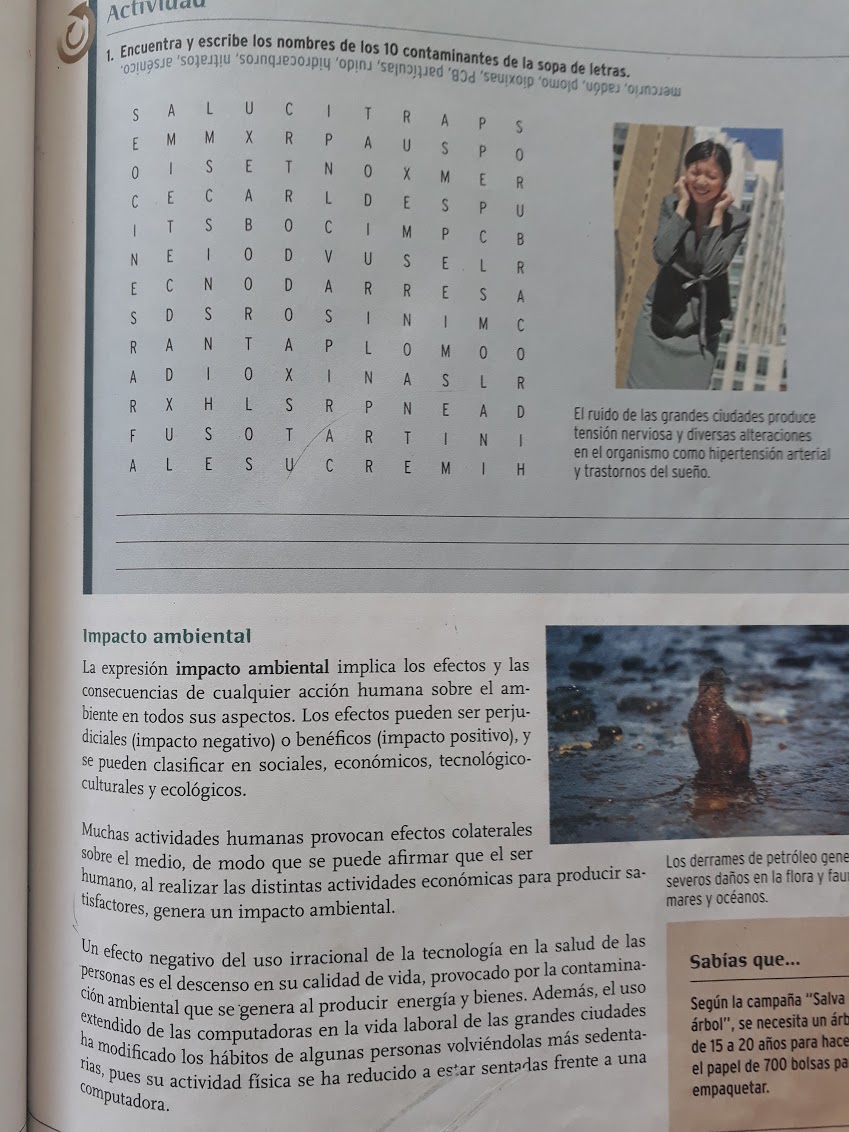 Actividad
1. Encuentra y escribe los nombres de los 10 contaminantes de la sopa de letras.
mercurio, radón, plomo, dioxinas, PCB, partículas, ruido, hidrocarburos, nitratos, arsénico.
S A L U C I T R A P S
E M M X R P A U S P O
O I S E T N O X M E R
C E C A R L D E S P U
I T S B O C I M P C B
N E I O D V U S E L R
E C N O D A R R E S A
S D S R O S I N I M C
R A N T A P L O M O O
A D I O X I N A S L R
R X H L S R P N E A D
F U S O T A R T I N I
A L E S U C R E M I H
El ruido de las grandes ciudades produce
tensión nerviosa y diversas alteraciones
en el organismo como hipertensión arterial
y trastornos del sueño.
Impacto ambiental
La expresión impacto ambiental implica los efectos y las
consecuencias de cualquier acción humana sobre el am-
biente en todos sus aspectos. Los efectos pueden ser perju-
diciales (impacto negativo) o benéficos (impacto positivo), y
se pueden clasificar en sociales, económicos, tecnológico-
culturales y ecológicos.
Muchas actividades humanas provocan efectos colaterales
sobre el medio, de modo que se puede afirmar que el ser
humano, al realizar las distintas actividades económicas para producir sa-
tisfactores, genera un impacto ambiental.
Un efecto negativo del uso irracional de la tecnología en la salud de las
personas es el descenso en su calidad de vida, provocado por la contamina-
ción ambiental que se genera al producir energía y bienes. Además, el uso
extendido de las computadoras en la vida laboral de las grandes ciudades
ha modificado los hábitos de algunas personas volviéndolas más sedenta-
rias, pues su actividad física se ha reducido a estar sentadas frente a una
computadora.
Los derrames de petróleo gene
severos daños en la flora y fau
mares y océanos.
Sabías que...
Según la campaña "Salva
árbol", se necesita un árb
de 15 a 20 años para hace
el papel de 700 bolsas pa
empaquetar.